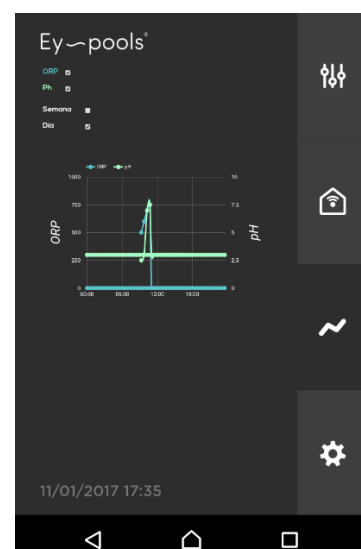 Ey-pools®
ORP
Ph
Semana
Dia
ORP pH
1000 10
750 7.5
500 5
250 2.5
0 0
ORP
pH
00:00 06:00 12:00 18:00
11/01/2017 17:35